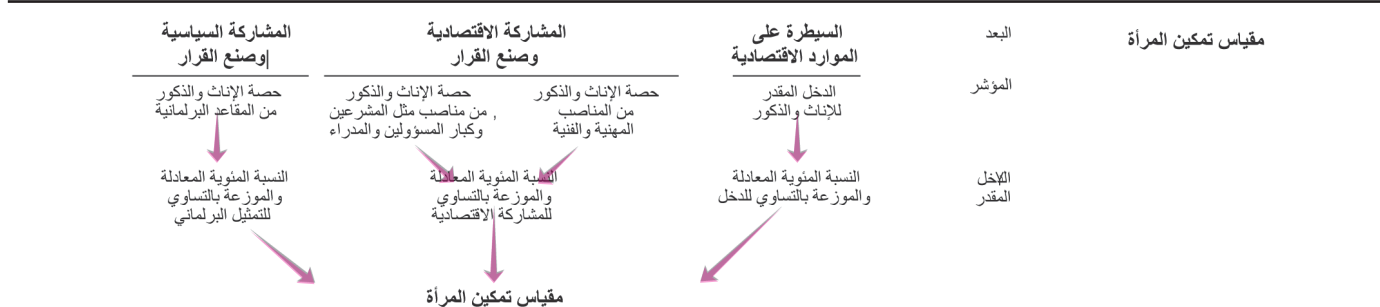 مقياس تمكين المرأة
البعد
السيطرة على
الموارد الاقتصادية
المشاركة الاقتصادية
وصنع القرار
المشاركة السياسية
وصنع القرار
المؤشر
الدخل المقدر
للإناث والذكور
حصة الإناث والذكور
من المناصب
المهنية والفنية
حصة الإناث والذكور
من مناصب مثل المشرعين ,
وكبار المسؤولين والمدراء
حصة الإناث والذكور
من المقاعد البرلمانية
المقدر
النسبة المئوية المعادلة
والموزعة بالتساوي للدخل
النسبة المئوية المعادلة
والموزعة بالتساوي
للمشاركة الاقتصادية
النسبة المئوية المعادلة
والموزعة بالتساوي
للتمثيل البرلماني
مقياس تمكين المرأة